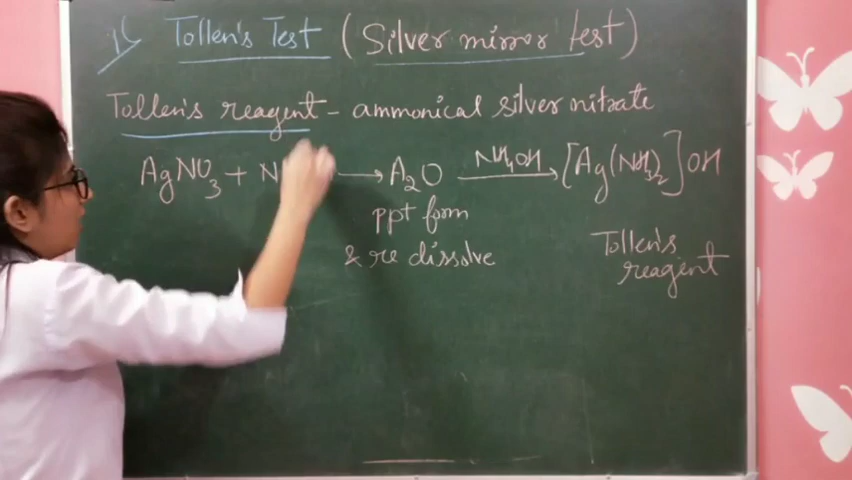 1) Tollen's Test (Silver mirror test)
Tollen's reagent - ammonical silver nitrate
AgNO3 + N → A2O NH4OH → [Ag(NH3)2]OH
ppt form
& re dissolve
Tollen's
reagent